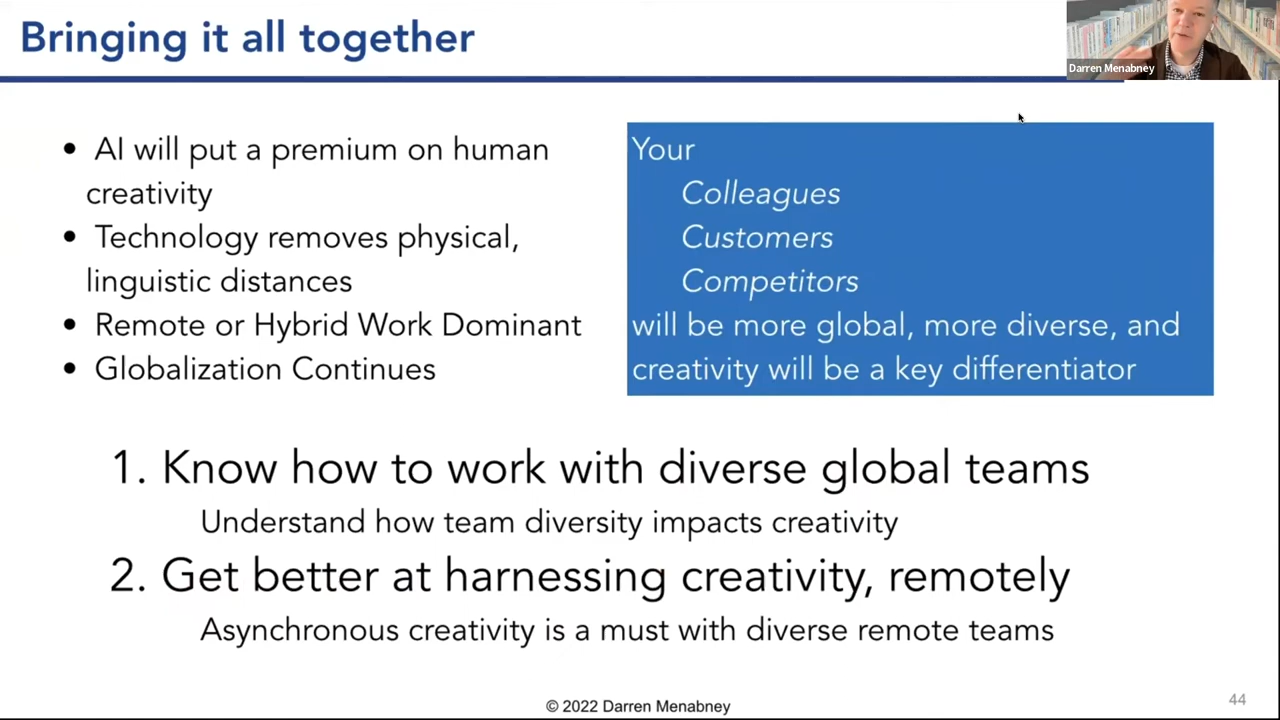 Bringing it all together
Darren Menabney
• AI will put a premium on human
creativity
• Technology removes physical,
linguistic distances
• Remote or Hybrid Work Dominant
• Globalization Continues
Your
Colleagues
Customers
Competitors
will be more global, more diverse, and
creativity will be a key differentiator
1. Know how to work with diverse global teams
Understand how team diversity impacts creativity
2. Get better at harnessing creativity, remotely
Asynchronous creativity is a must with diverse remote teams
© 2022 Darren Menabney
44